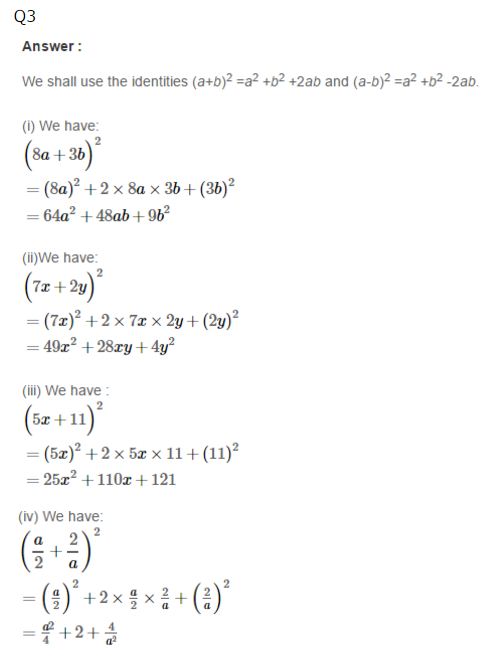 Q3
Answer :
We shall use the identities (a+b)² =a² +b² +2ab and (a-b)² =a² +b² -2ab.
(i) We have:
(8a + 3b)²
= (8a)² + 2 × 8a × 3b + (3b)²
= 64a² + 48ab + 9b²
(ii)We have:
(7x + 2y)²
= (7x)² + 2 × 7x × 2y + (2y)²
= 49x² + 28xy + 4y²
(iii) We have :
(5x + 11)²
= (5x)² + 2 × 5x × 11 + (11)²
= 25x² + 110x + 121
(iv) We have:
(a/2 + 2/a)²
= (a/2)² + 2 × a/2 × 2/a + (2/a)²
= a²/4 + 2 + 4/a²